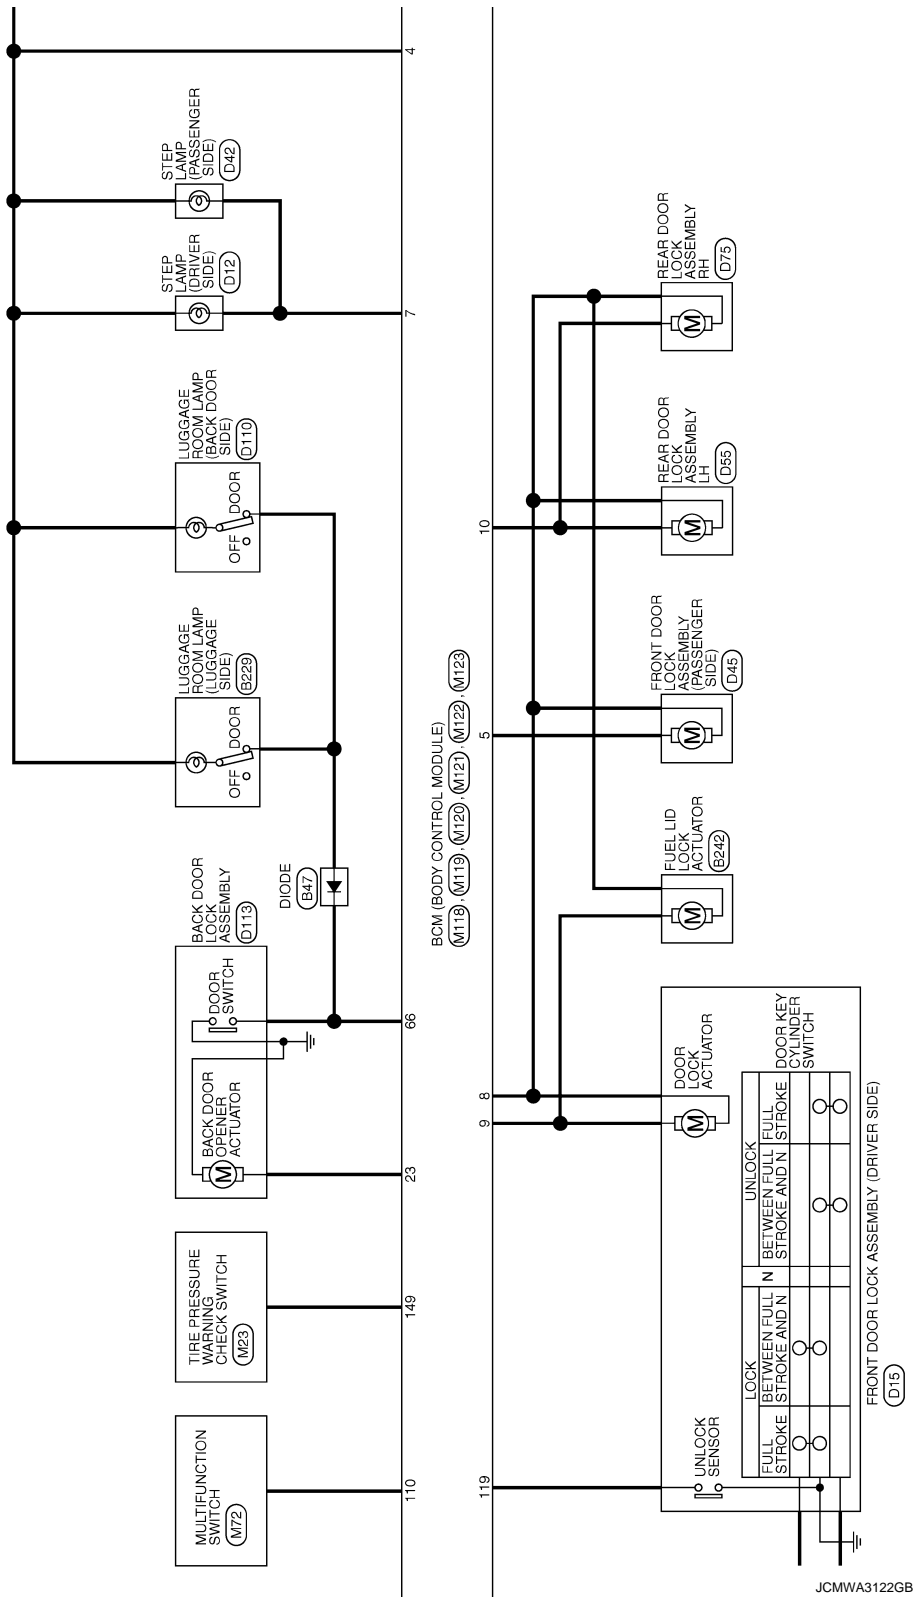 4
STEP
LAMP
(PASSENGER
SIDE)
D42
STEP
LAMP
(DRIVER
SIDE)
D12
7
LUGGAGE
ROOM LAMP
(BACK DOOR
SIDE)
D110
OFF
DOOR
LUGGAGE
ROOM LAMP
(LUGGAGE
SIDE)
B229
OFF
DOOR
DIODE
B47
BACK DOOR
LOCK
ASSEMBLY
D113
DOOR
SWITCH
BACK DOOR
OPENER
ACTUATOR
M
66
23
TIRE PRESSURE
WARNING
CHECK SWITCH
M23
149
MULTIFUNCTION
SWITCH
M72
110
BCM (BODY CONTROL MODULE)
M118 , M119 , M120 , M121 , M122 , M123
REAR DOOR
LOCK
ASSEMBLY
RH
D75
M
REAR DOOR
LOCK
ASSEMBLY
LH
D55
M
10
FRONT DOOR
LOCK
ASSEMBLY
(PASSENGER
SIDE)
D45
M
5
FUEL LID
LOCK
ACTUATOR
B242
M
8
9
DOOR
LOCK
ACTUATOR
M
DOOR KEY
CYLINDER
SWITCH
LOCK
N
UNLOCK
FULL
STROKE
BETWEEN FULL
STROKE AND N
BETWEEN FULL
STROKE AND N
FULL
STROKE
UNLOCK
SENSOR
119
FRONT DOOR LOCK ASSEMBLY (DRIVER SIDE)
D15
JCMWA3122GB